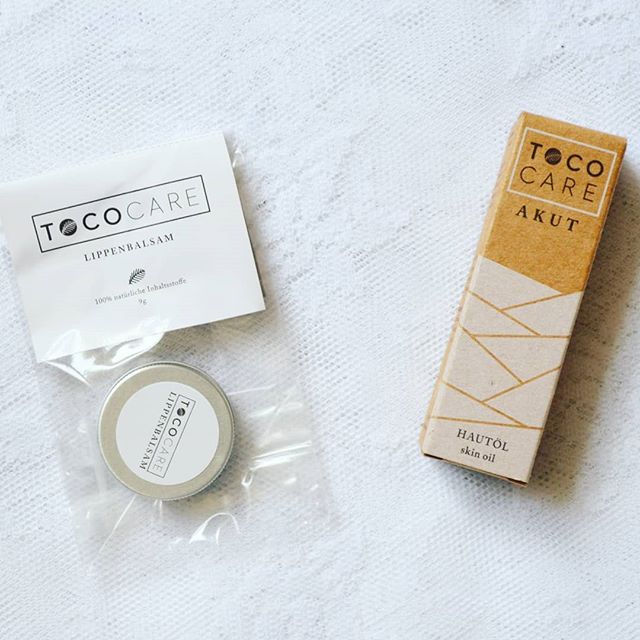 TOCOCARE
LIPPENBALSAM
100% natürliche Inhaltsstoffe
9g
TOCOCARE
LIPPENBALSAM
TOCO
CARE
AKUT
HAUTÖL
skin oil